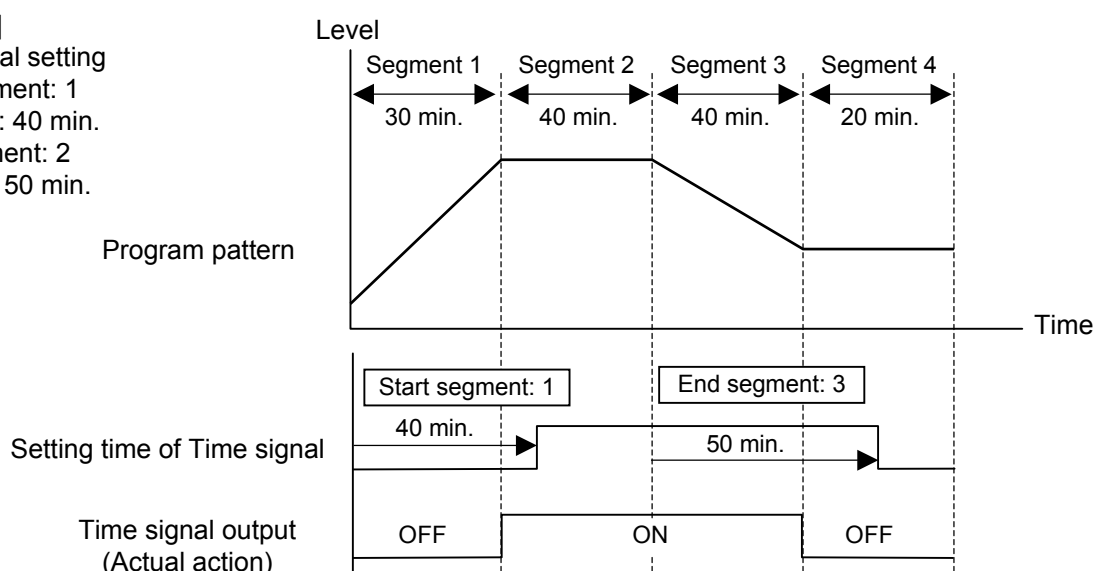 al setting
ment: 1
: 40 min.
ent: 2
50 min.
Level
Segment 1 Segment 2 Segment 3 Segment 4
30 min. 40 min. 40 min. 20 min.
Program pattern
Time
Start segment: 1 End segment: 3
40 min. 50 min.
Setting time of Time signal
Time signal output
(Actual action)
OFF ON OFF